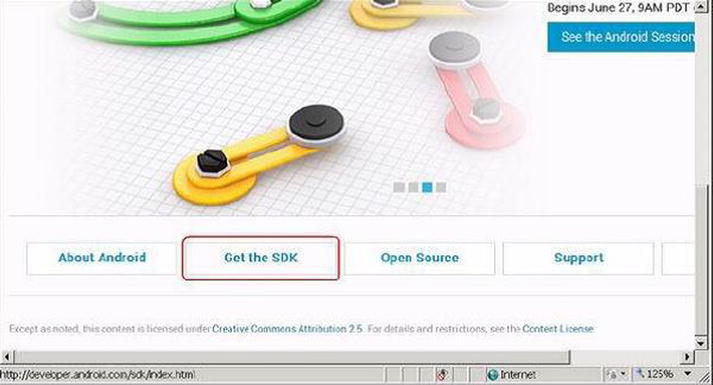 Begins June 27, 9AM PDT
See the Android Session
About Android
Get the SDK
Open Source
Support
Except as noted, this content is licensed under Creative Commons Attribution 2.5. For details and restrictions, see the Content License.
http://developer.android.com/sdk/index.html
Internet
125%